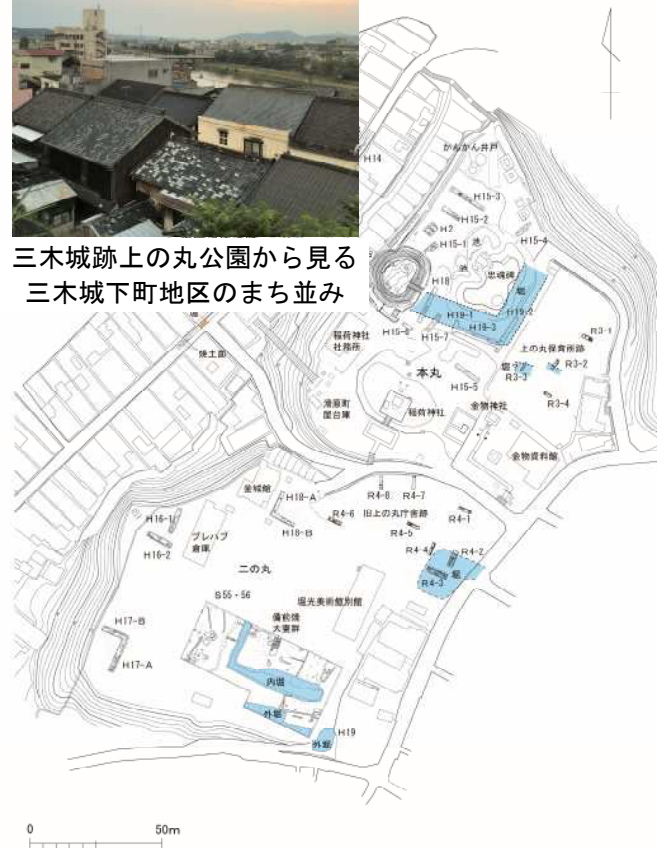 三木城跡上の丸公園から見る
三木城下町地区のまち並み
かんかん井戸
H14
H15-3
H15-2
H2
H15-1
池
H15-4
池
忠魂碑
堀
H18
H19-1
H19-2
H18-3
H15-6
H15-7
稲荷神社
社務所
上の丸保育所跡
R3-1
焼土郭
本丸
H15-5
堀
R3-3
R3-2
滑原町
屋台庫
稲荷神社
金物神社
R3-4
金物資料館
釜城館
H18-A
R4-8
R4-7
H16-1
プレハブ
倉庫
H18-B
R4-6
旧上の丸庁舎跡
R4-1
H16-2
R4-5
R4-4
R4-2
二の丸
R4-3
堀
S55・56
堀光美術館別館
備前焼
大甕群
H17-B
H17-A
内堀
外堀
外堀
H19
0
50m